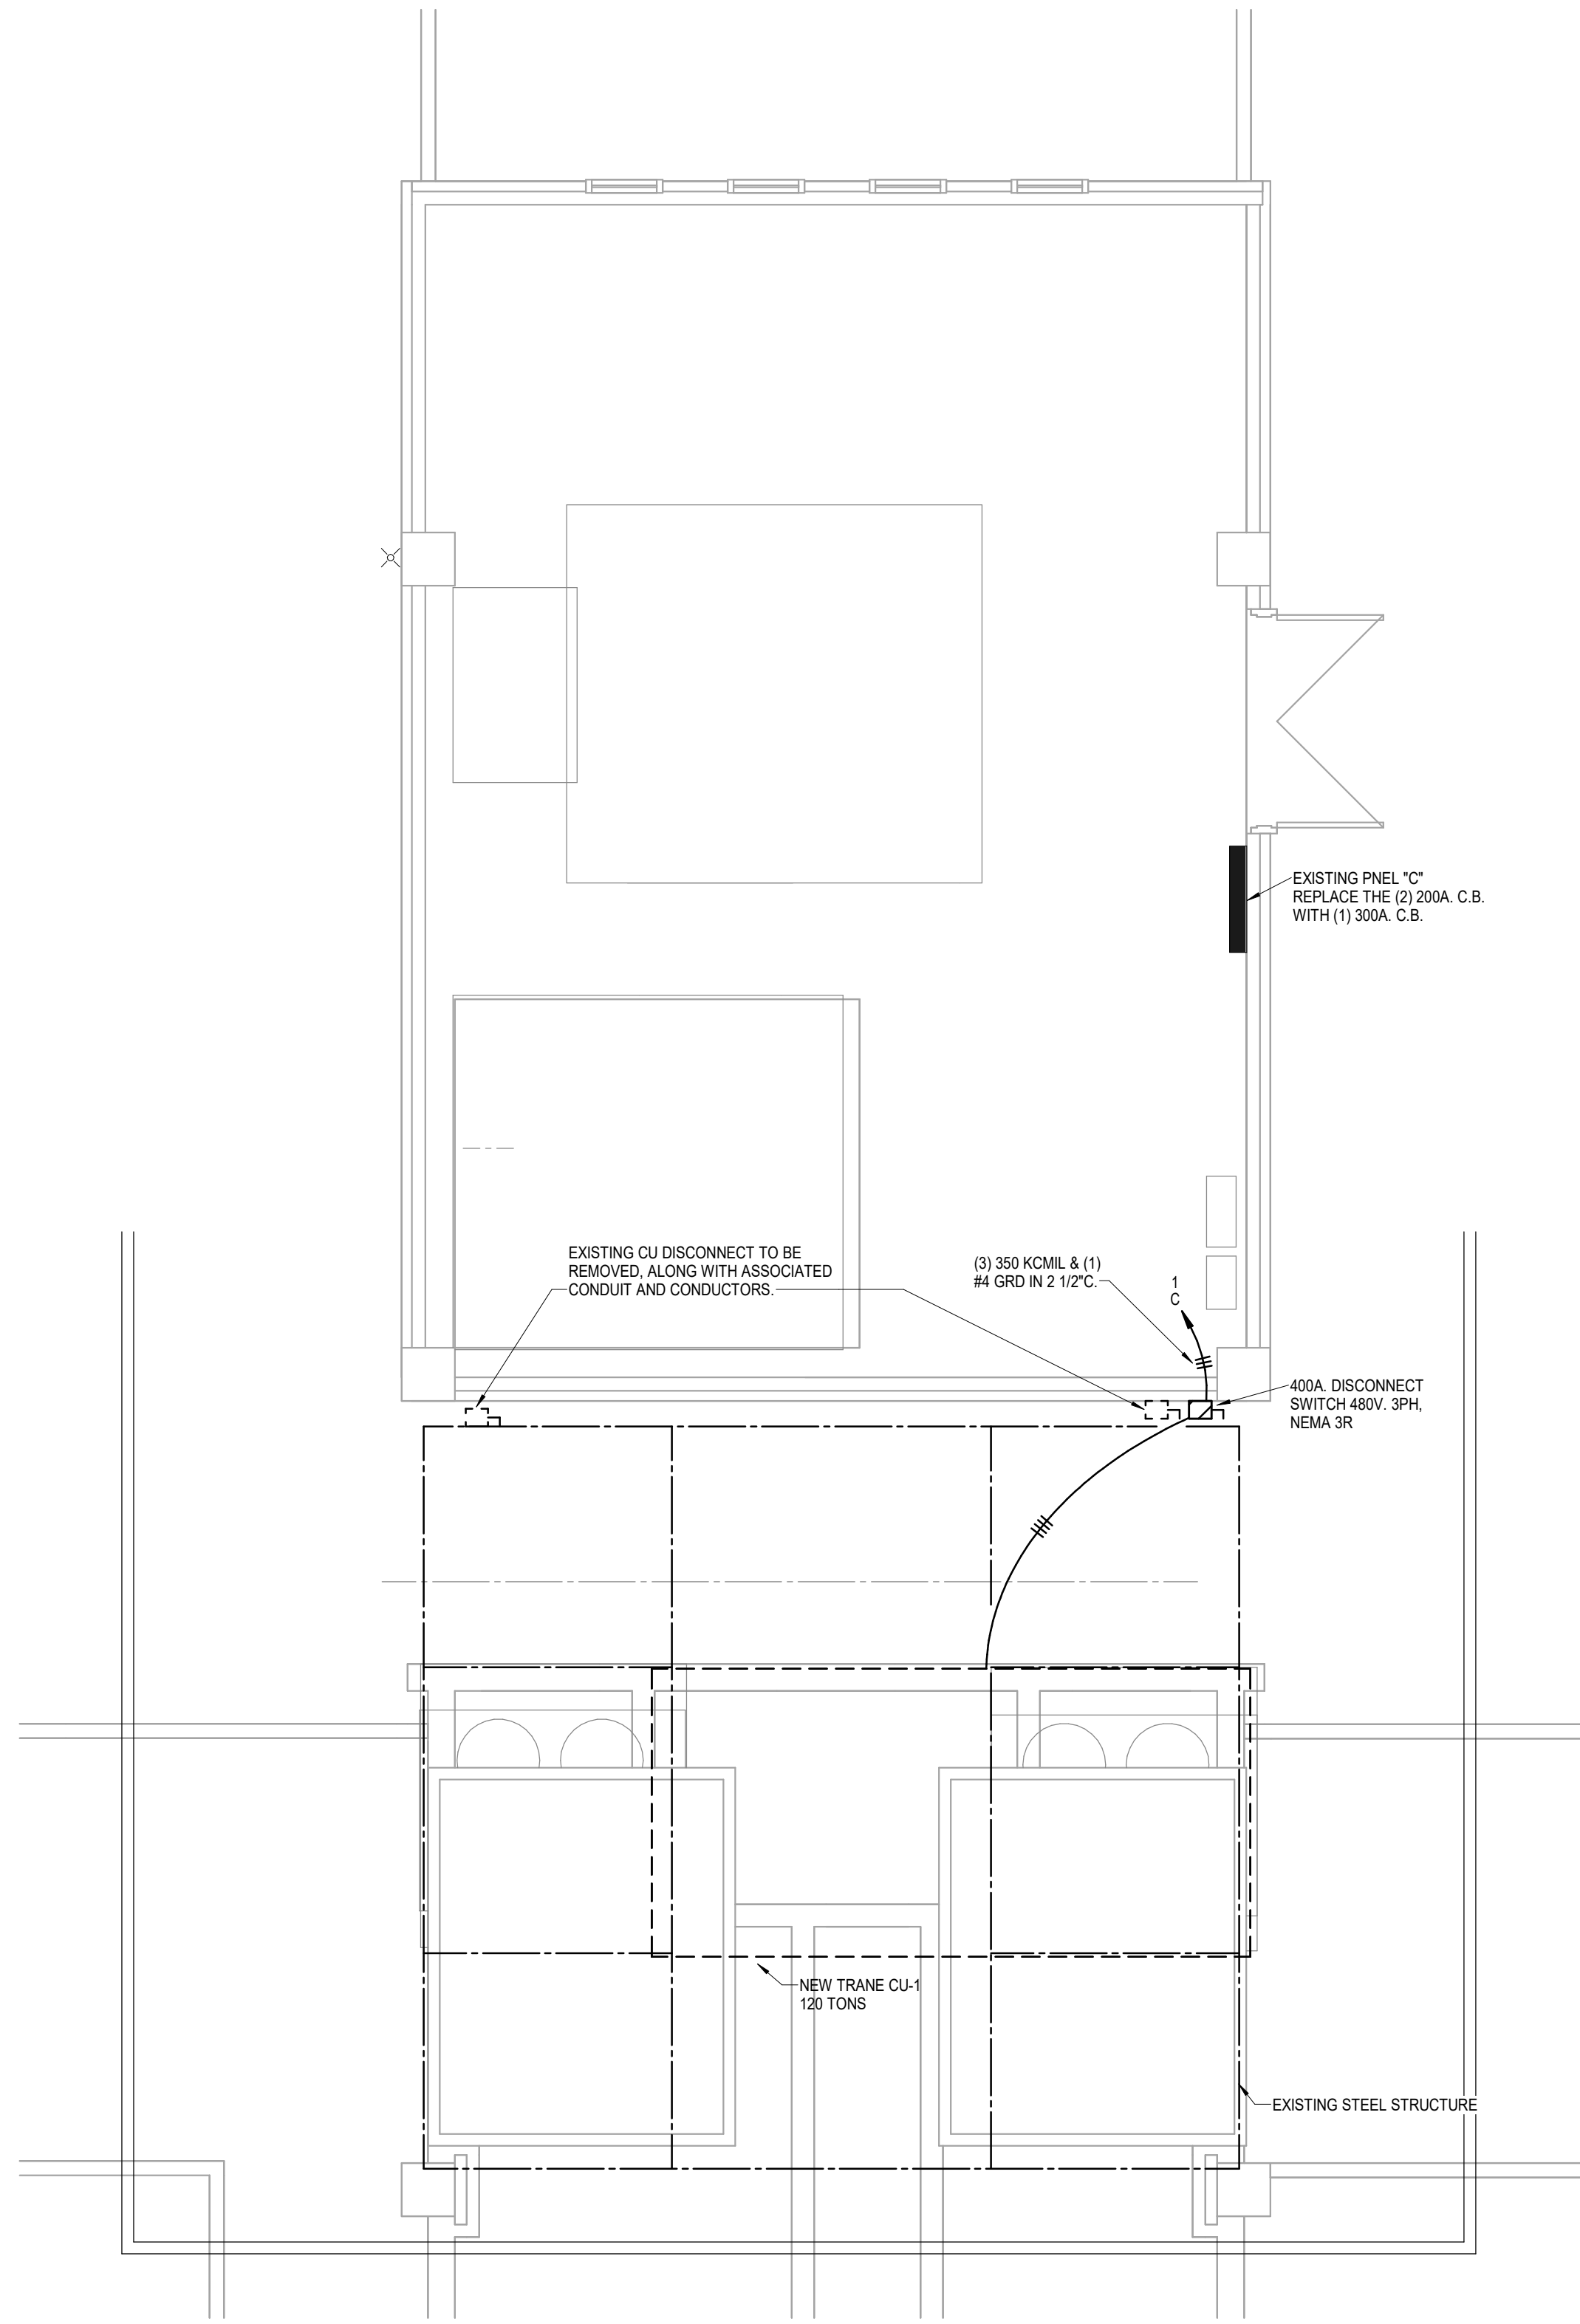 EXISTING PNEL "C"
REPLACE THE (2) 200A. C.B.
WITH (1) 300A. C.B.
EXISTING CU DISCONNECT TO BE
REMOVED, ALONG WITH ASSOCIATED
CONDUIT AND CONDUCTORS.
(3) 350 KCMIL & (1)
#4 GRD IN 2 1/2"C.
1
C
400A. DISCONNECT
SWITCH 480V. 3PH,
NEMA 3R
NEW TRANE CU-1
120 TONS
EXISTING STEEL STRUCTURE